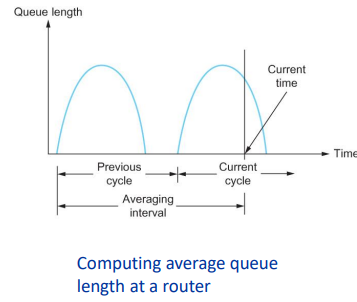 Queue length
Current
time
Time
Previous
cycle
Current
cycle
Averaging
interval
Computing average queue
length at a router